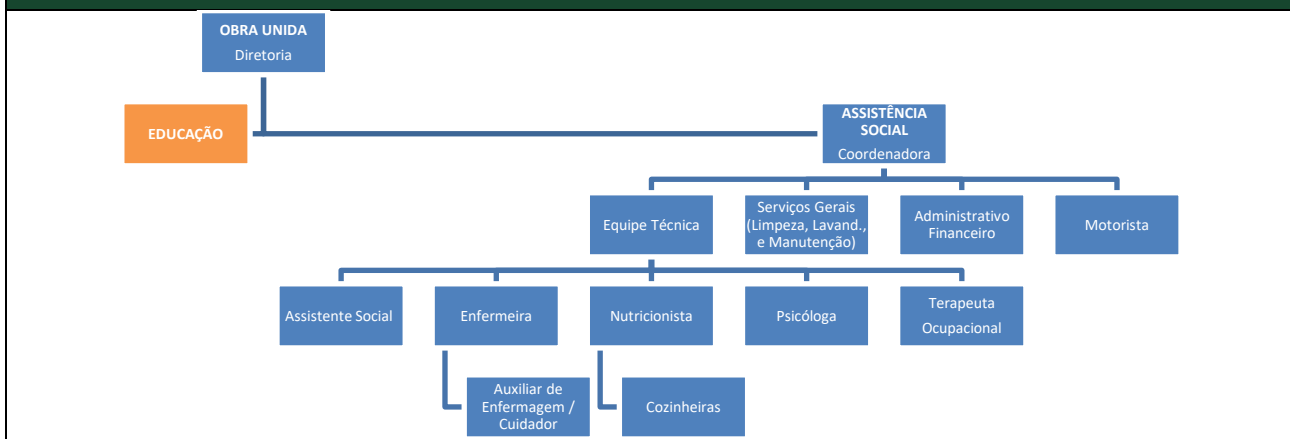 OBRA UNIDA
Diretoria
EDUCAÇÃO
ASSISTÊNCIA
SOCIAL
Coordenadora
Equipe Técnica
Serviços Gerais
(Limpeza, Lavand.,
e Manutenção)
Administrativo
Financeiro
Motorista
Assistente Social
Enfermeira
Nutricionista
Psicóloga
Terapeuta
Ocupacional
Auxiliar de
Enfermagem /
Cuidador
Cozinheiras